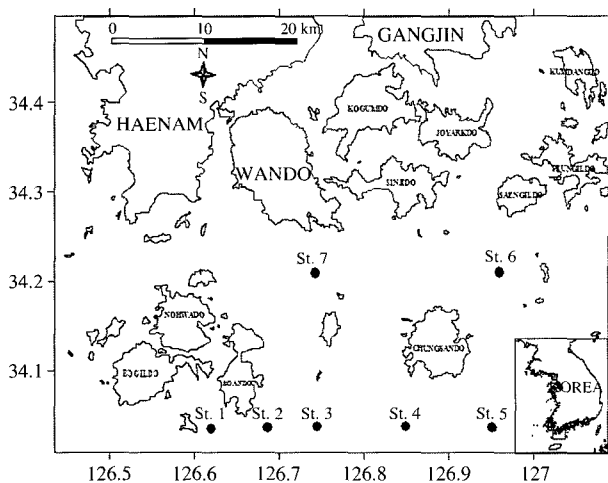 0 10 20 km
N
S
GANGJIN
HAENAM
WANDO
KOGUMDO
JOYAKDO
SINJIDO
SAENGILDO
St. 7
St. 6
NOHWADO
BOGILDO
SOANDO
CHUNGSANDO
St. 1
St. 2
St. 3
St. 4
St. 5
KOREA
34.4
34.3
34.2
34.1
126.5 126.6 126.7 126.8 126.9 127